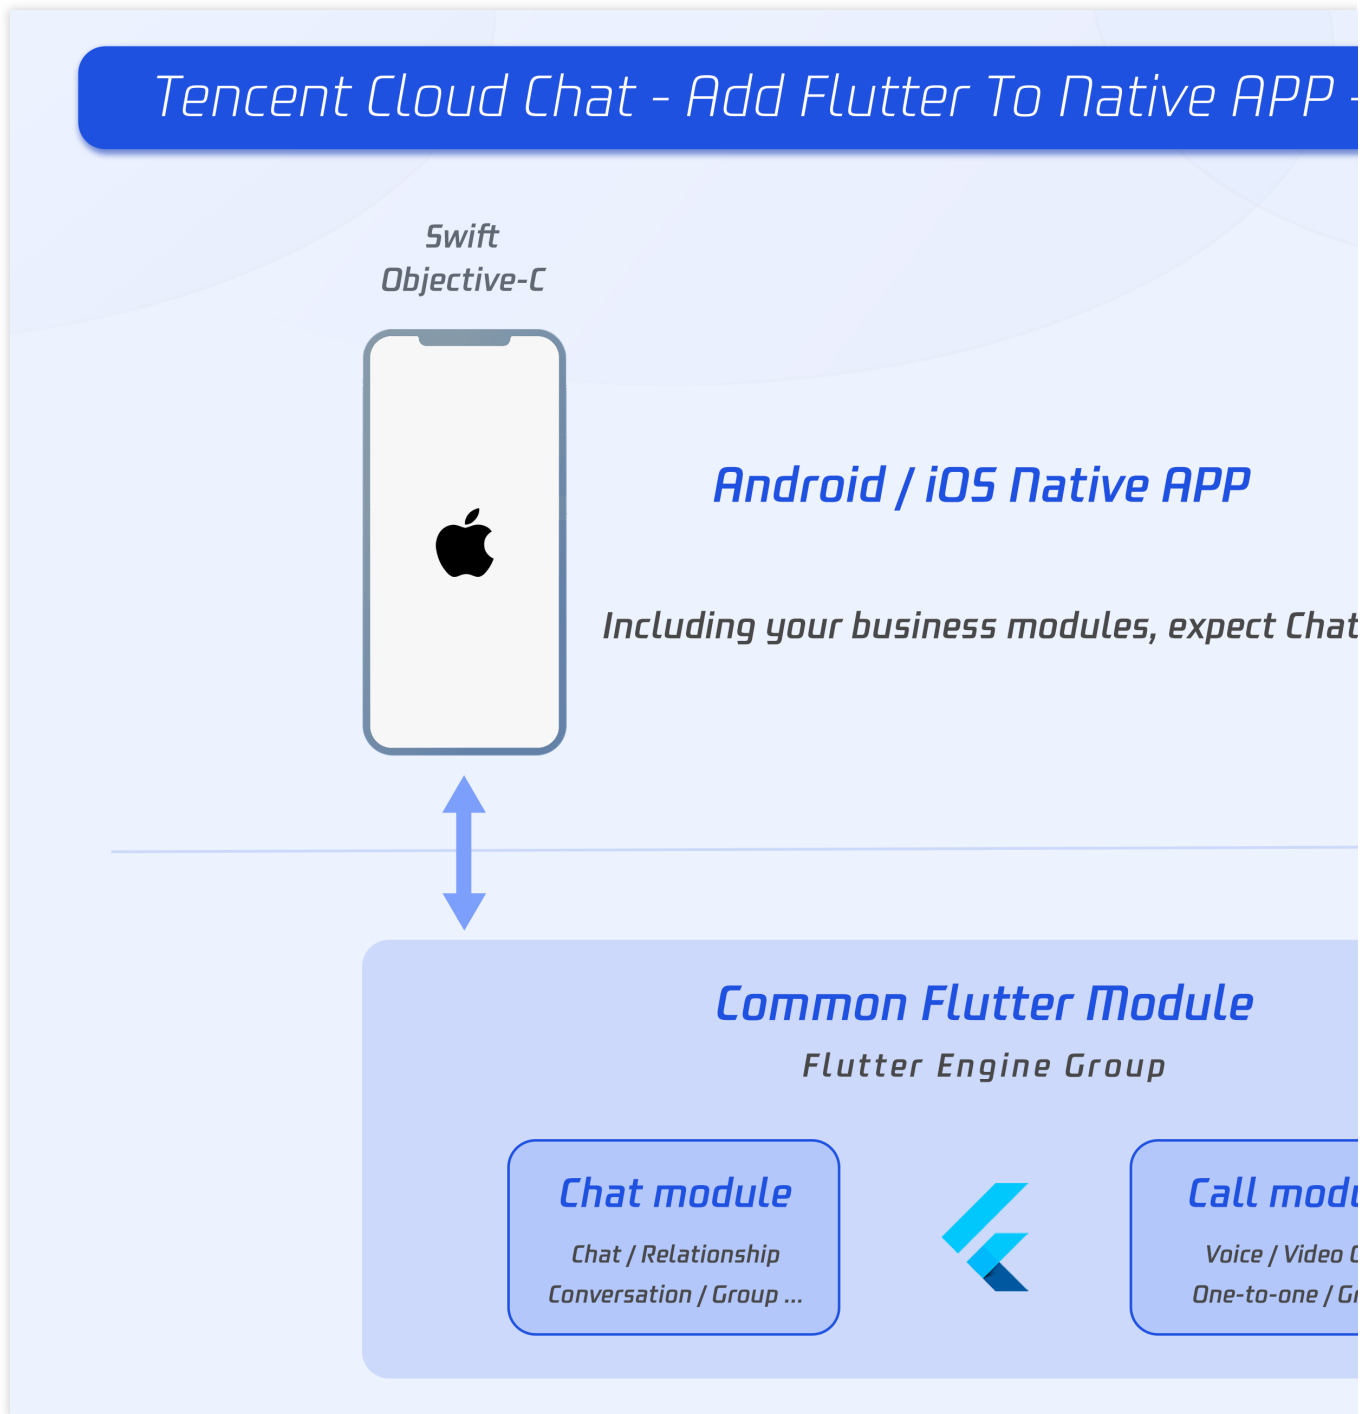 Tencent Cloud Chat - Add Flutter To Native APP -
Swift
Objective-C
Android / iOS Native APP
Including your business modules, expect Chat
Common Flutter Module
Flutter Engine Group
Chat module
Chat / Relationship
Conversation / Group ...
Call
Voice / Video
One-to-one /